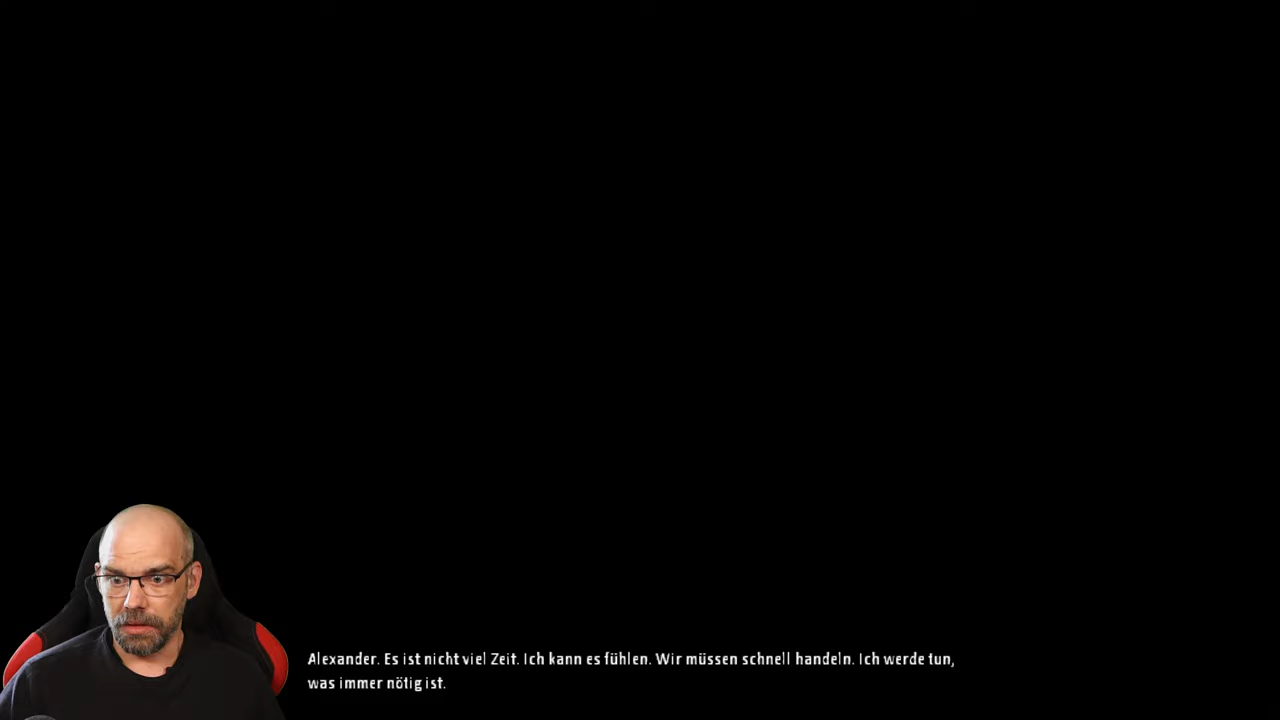 Alexander. Es ist nicht viel Zeit. Ich kann es fühlen. Wir müssen schnell handeln. Ich werde tun,
was immer nötig ist.